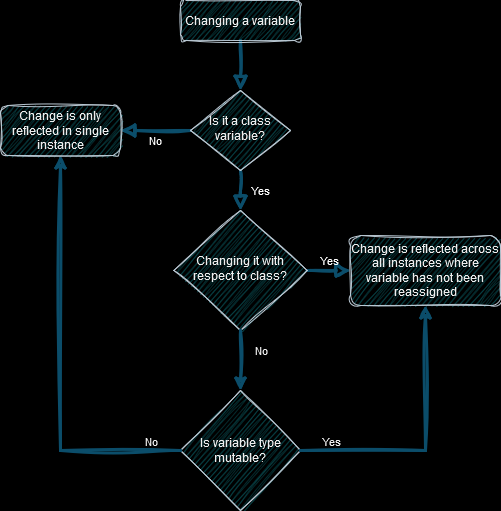 Changing a variable
Is it a class
variable?
No
Change is only
reflected in single
instance
Yes
Changing it with
respect to class?
Yes
Change is reflected across
all instances where
variable has not been
reassigned
No
Is variable type
mutable?
No
Yes